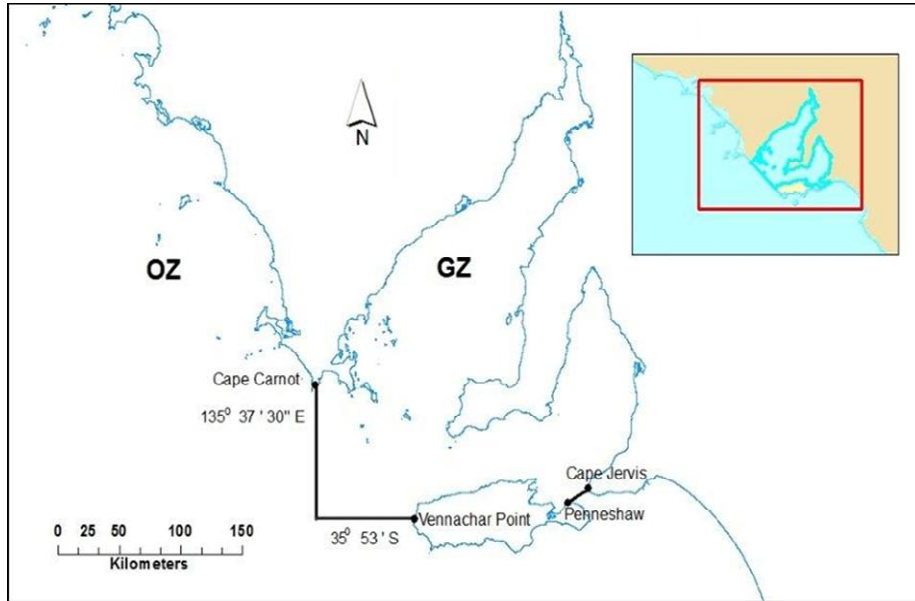 N
OZ
GZ
Cape Carnot
135⁰ 37 ' 30" E
Cape Jervis
Penneshaw
Vennachar Point
35⁰ 53 ' S
0 25 50 100 150
Kilometers